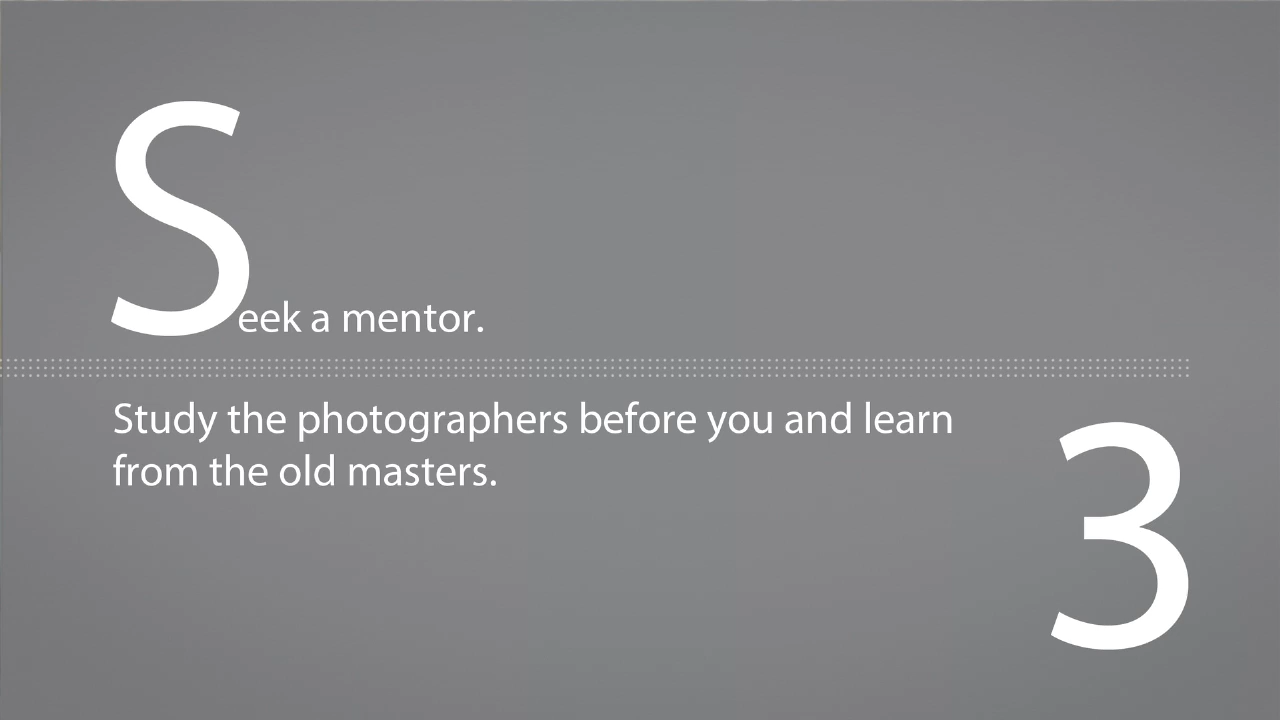 Seek a mentor.
Study the photographers before you and learn
from the old masters.
3